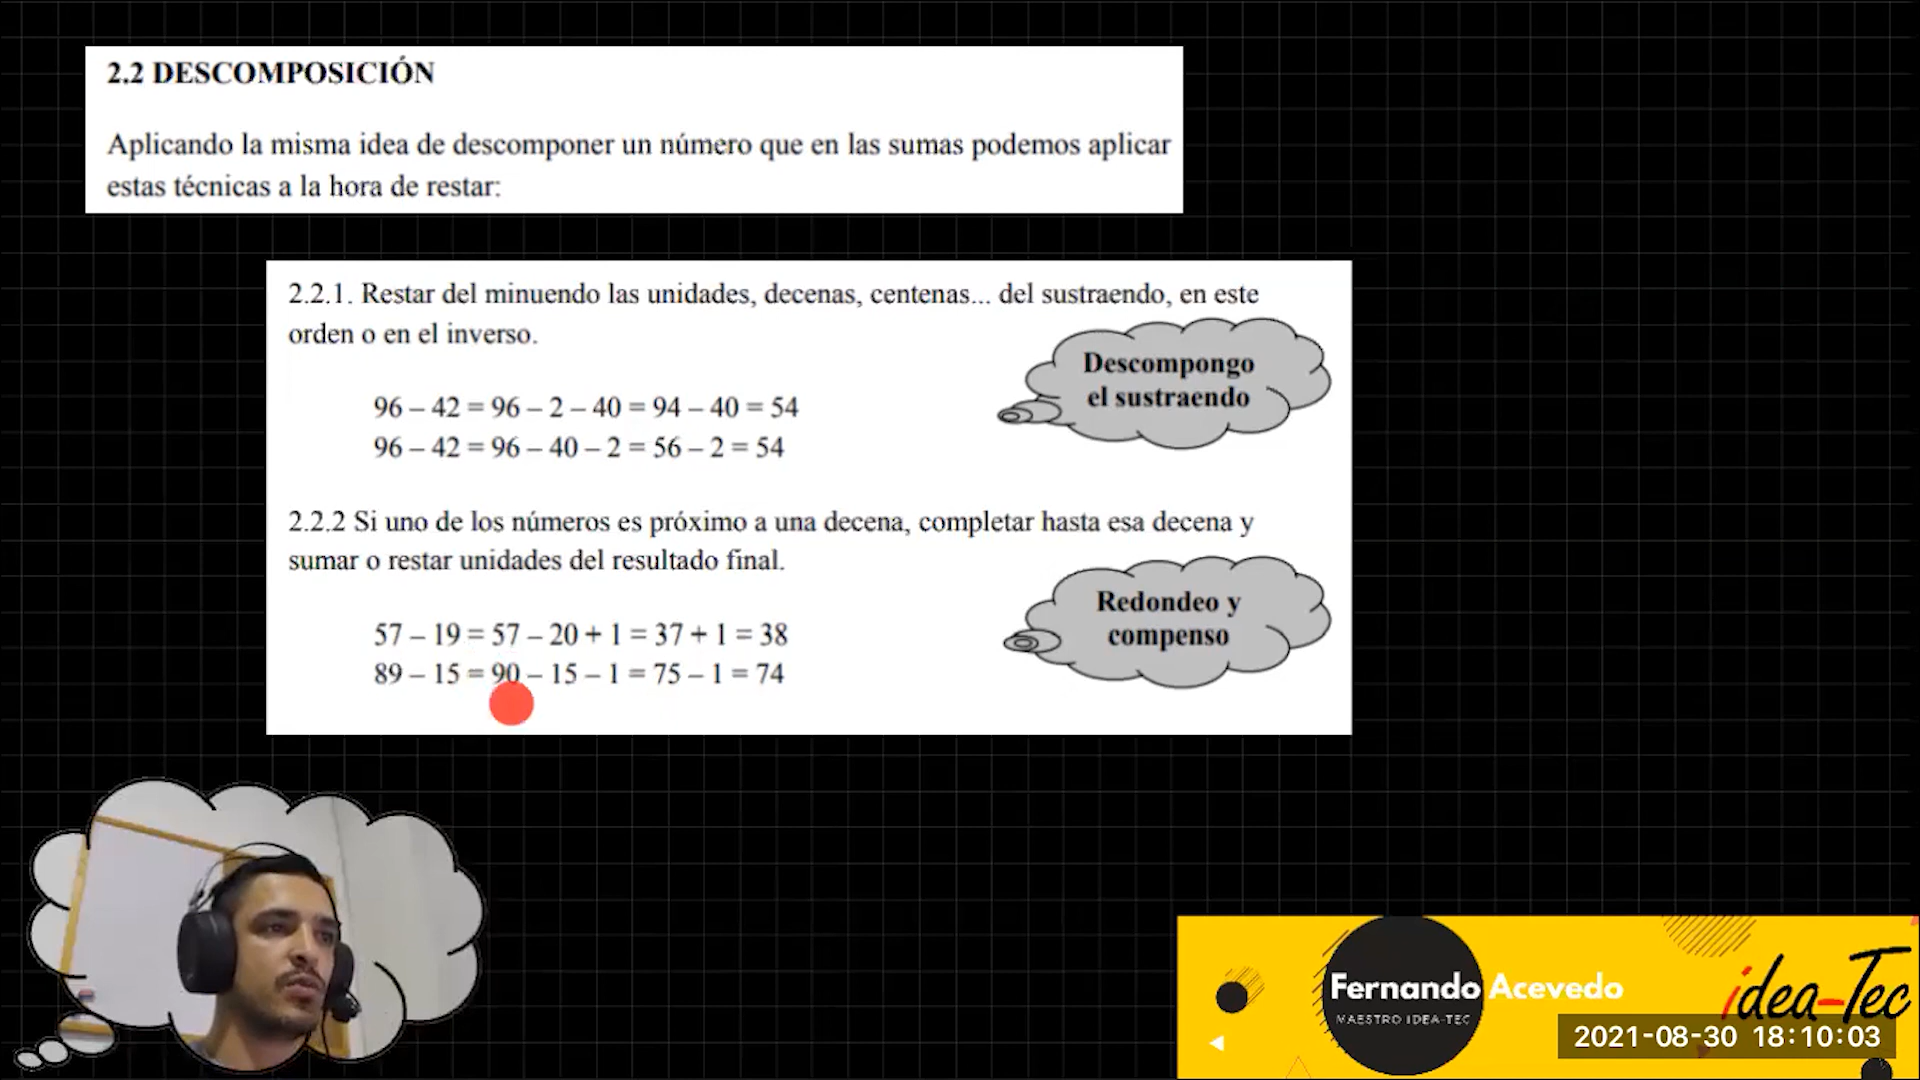 2.2 DESCOMPOSICIÓN
Aplicando la misma idea de descomponer un número que en las sumas podemos aplicar
estas técnicas a la hora de restar:
2.2.1. Restar del minuendo las unidades, decenas, centenas... del sustraendo, en este
orden o en el inverso.
Descompongo
el sustraendo
96 – 42 = 96 – 2 – 40 = 94 – 40 = 54
96 – 42 = 96 – 40 – 2 = 56 – 2 = 54
2.2.2 Si uno de los números es próximo a una decena, completar hasta esa decena y
sumar o restar unidades del resultado final.
Redondeo y
compenso
57 – 19 = 57 – 20 + 1 = 37 + 1 = 38
89 – 15 = 90 – 15 – 1 = 75 – 1 = 74
Fernando Acevedo
MAESTRO IDEA-TEC
idea-Tec
2021-08-30 18:10:03